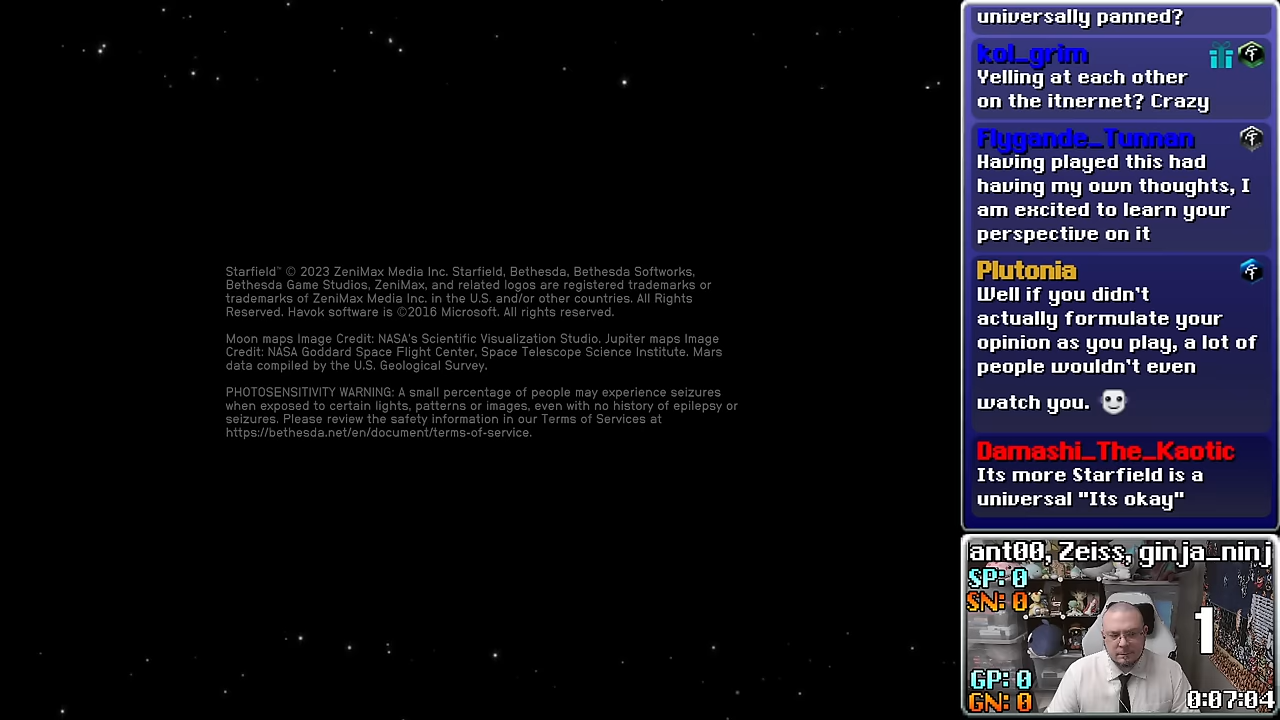 Starfield™ © 2023 ZeniMax Media Inc. Starfield, Bethesda, Bethesda Softworks,
Bethesda Game Studios, ZeniMax, and related logos are registered trademarks or
trademarks of ZeniMax Media Inc. in the U.S. and/or other countries. All Rights
Reserved. Havok software is ©2016 Microsoft. All rights reserved.
Moon maps Image Credit: NASA's Scientific Visualization Studio. Jupiter maps Image
Credit: NASA Goddard Space Flight Center, Space Telescope Science Institute. Mars
data compiled by the U.S. Geological Survey.
PHOTOSENSITIVITY WARNING: A small percentage of people may experience seizures
when exposed to certain lights, patterns or images, even with no history of epilepsy or
seizures. Please review the safety information in our Terms of Services at
https://bethesda.net/en/document/terms-of-service.
universally panned?
kol_grim
Yelling at each other
on the itnernet? Crazy
Flygande_Tunnan
Having played this had
having my own thoughts, I
am excited to learn your
perspective on it
Plutonia
Well if you didn't
actually formulate your
opinion as you play, a lot of
people wouldn't even
watch you.
Damashi_The_Kaotic
Its more Starfield is a
universal "Its okay"
ant00, Zeiss, ginja_ninj
SP: 0
SN: 0
1
GP: 0
GN: 0
0:07:04